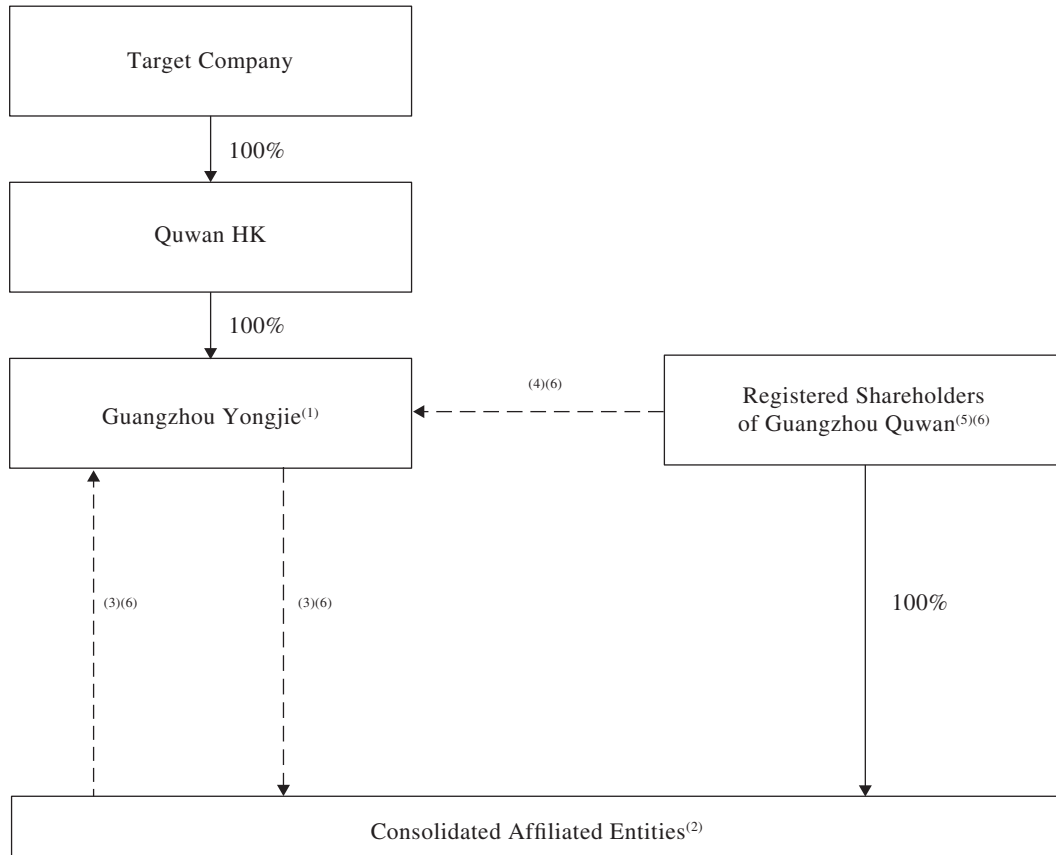 Target Company
100%
Quwan HK
100%
Guangzhou Yongjie(1)
(4)(6)
Registered Shareholders
of Guangzhou Quwan(5)(6)
(3)(6)
(3)(6)
100%
Consolidated Affiliated Entities(2)